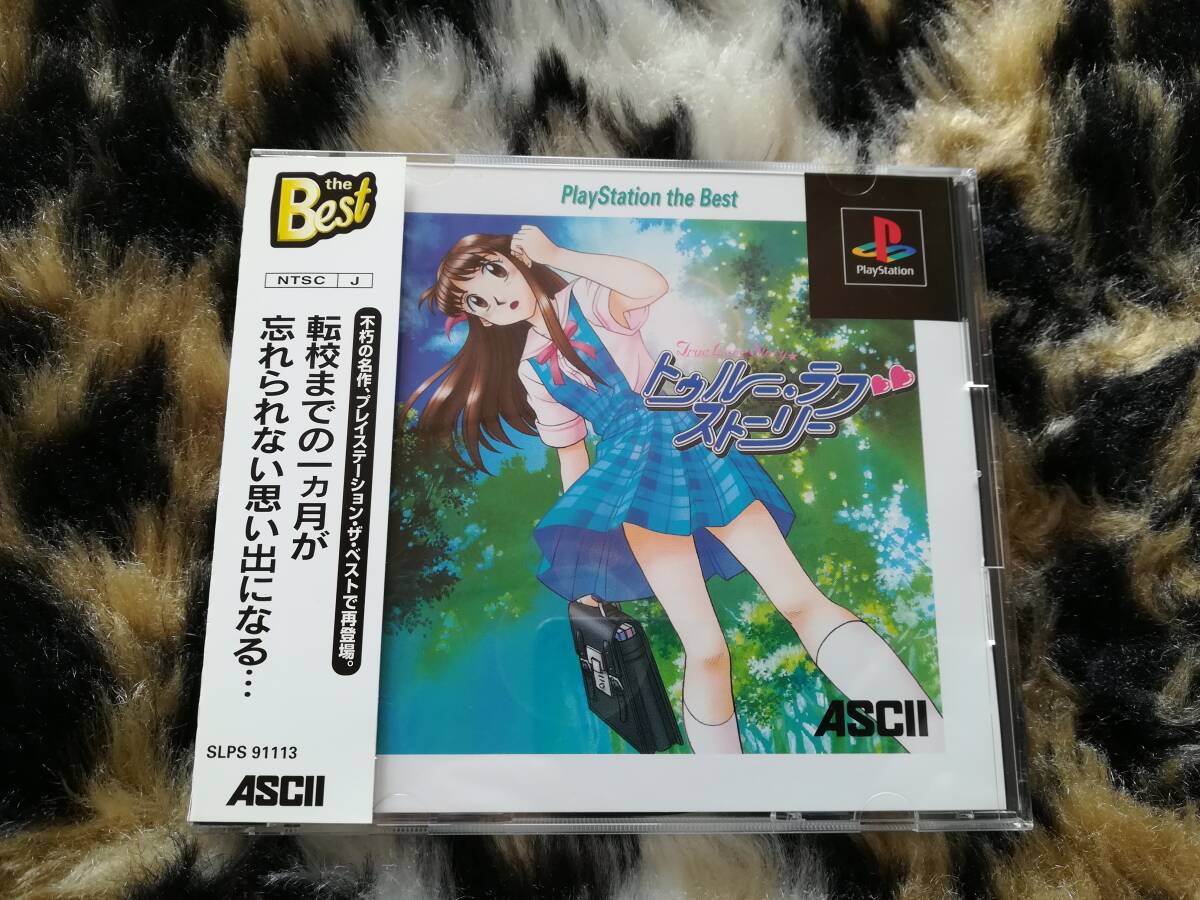 the
Best
NTSC J
不朽の名作、プレイステーション・ザ・ベストで再登場。
転校までの一ヵ月が
忘れられない思い出になる…
SLPS 91113
ASCII
PlayStation the Best
PlayStation
True Love Story
トゥルー・ラブ
ストーリー
ASCII